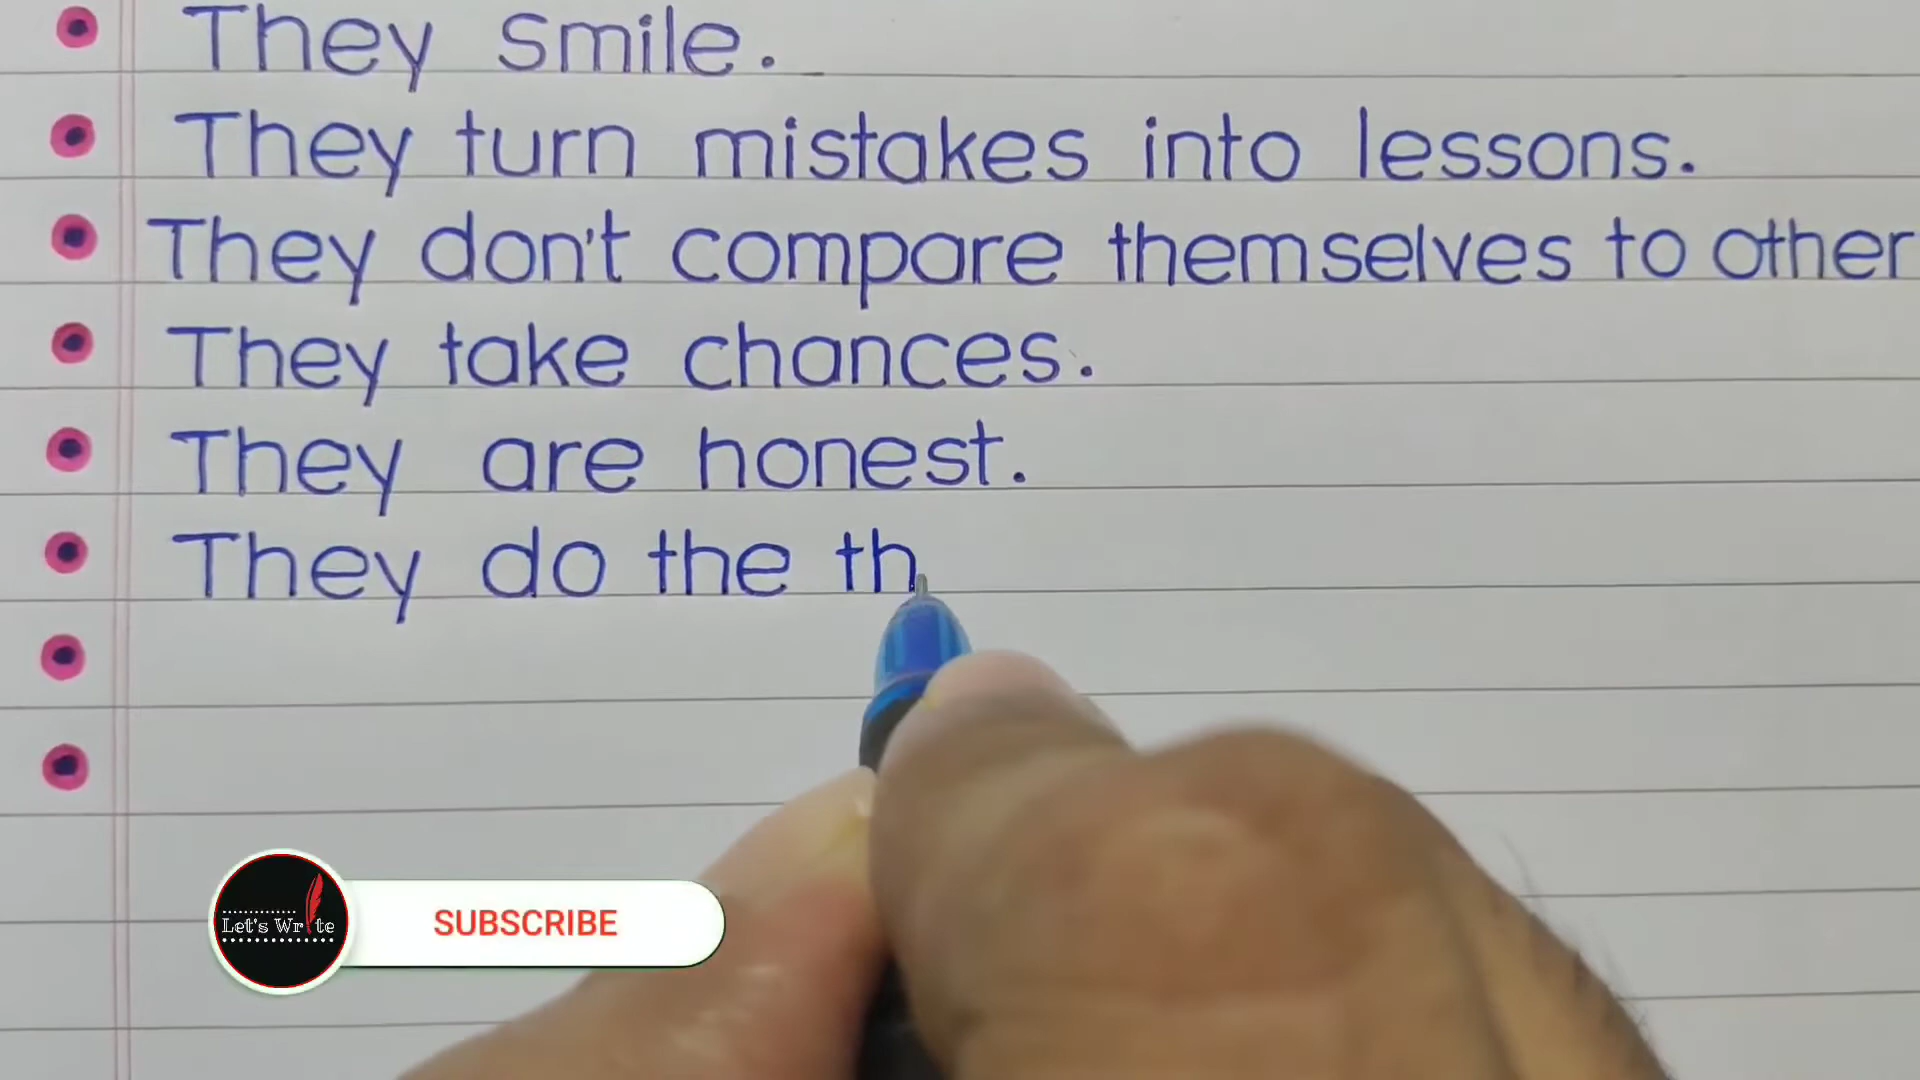 They smile.
They turn mistakes into lessons.
They don't compare themselves to other
They take chances.
They are honest.
They do the th
Let's Write
SUBSCRIBE